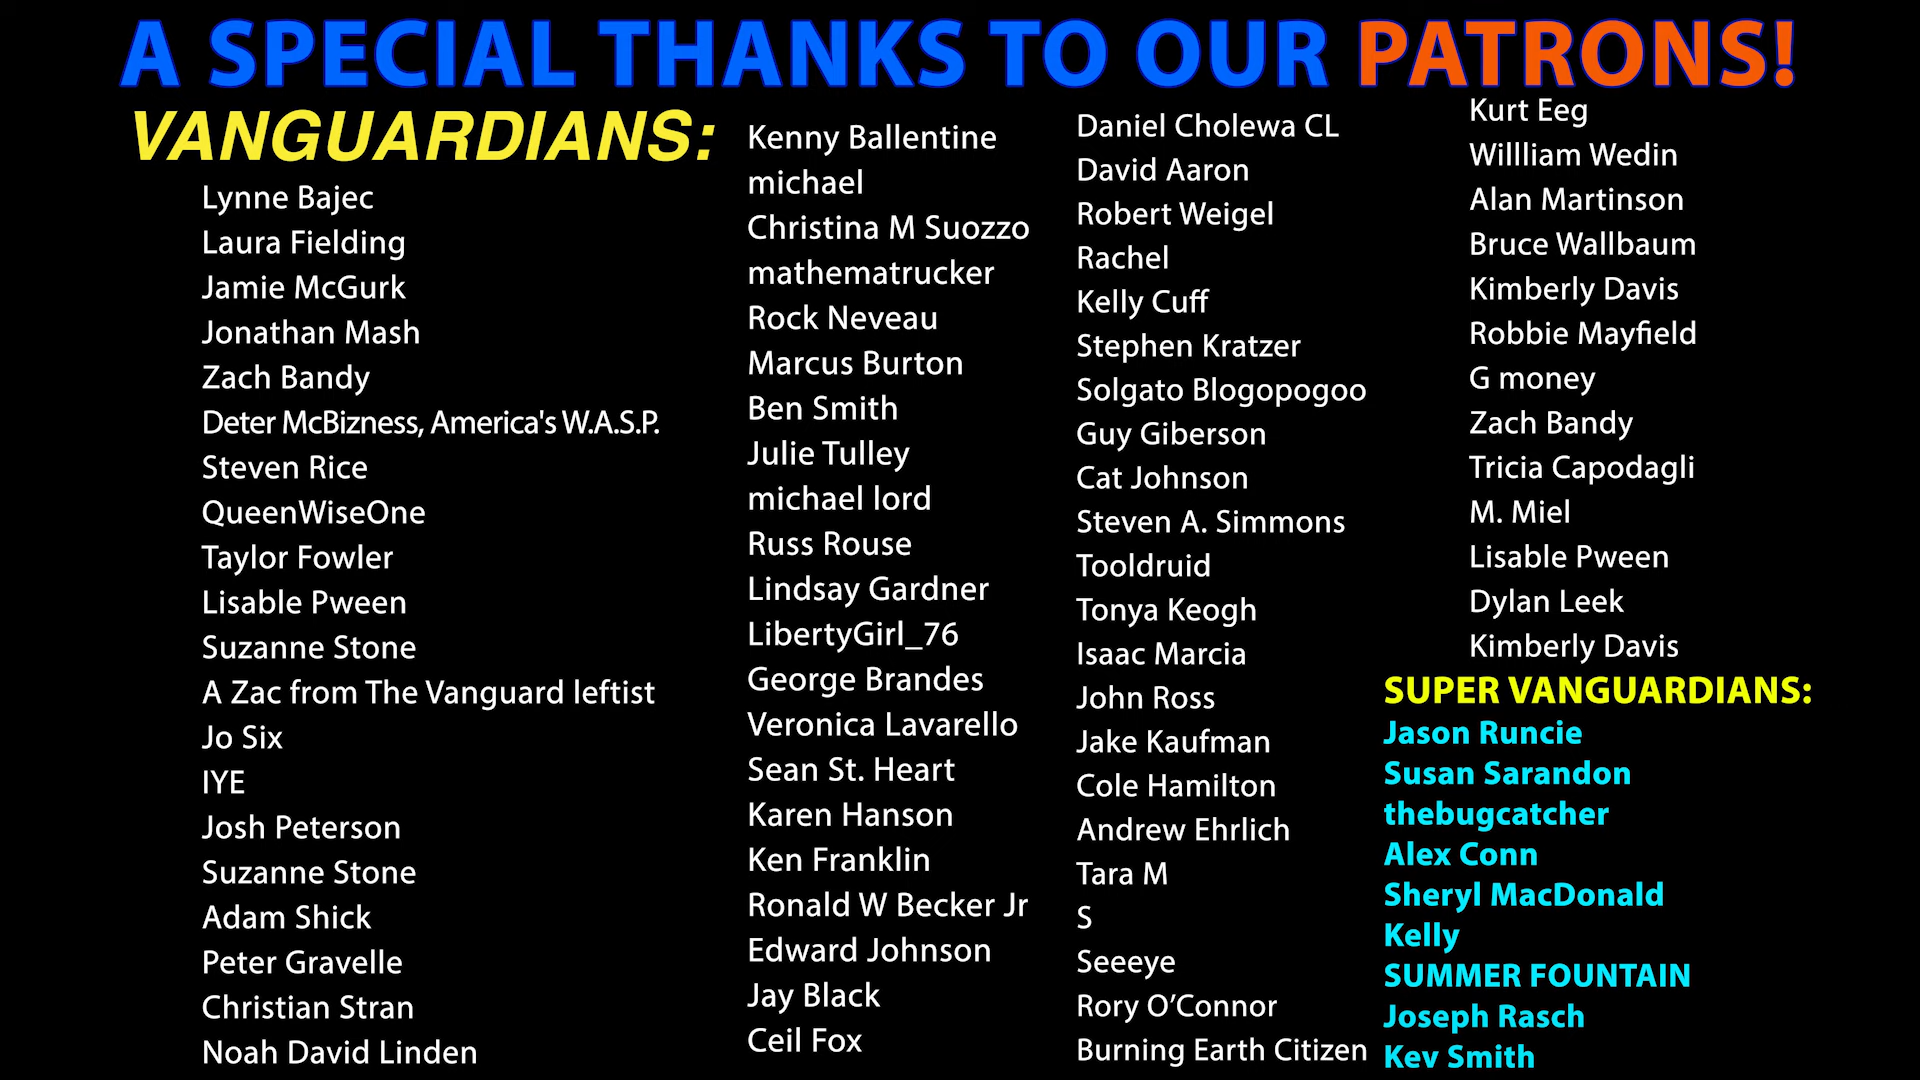 A SPECIAL THANKS TO OUR PATRONS!
VANGUARDIANS:
Lynne Bajec
Laura Fielding
Jamie McGurk
Jonathan Mash
Zach Bandy
Deter McBizness, America's W.A.S.P.
Steven Rice
QueenWiseOne
Taylor Fowler
Lisable Pween
Suzanne Stone
A Zac from The Vanguard leftist
Jo Six
IYE
Josh Peterson
Suzanne Stone
Adam Shick
Peter Gravelle
Christian Stran
Noah David Linden
Kenny Ballentine
michael
Christina M Suozzo
mathematrucker
Rock Neveau
Marcus Burton
Ben Smith
Julie Tulley
michael lord
Russ Rouse
Lindsay Gardner
LibertyGirl_76
George Brandes
Veronica Lavarello
Sean St. Heart
Karen Hanson
Ken Franklin
Ronald W Becker Jr
Edward Johnson
Jay Black
Ceil Fox
Daniel Cholewa CL
David Aaron
Robert Weigel
Rachel
Kelly Cuff
Stephen Kratzer
Solgato Blogopogoo
Guy Giberson
Cat Johnson
Steven A. Simmons
Tooldruid
Tonya Keogh
Isaac Marcia
John Ross
Jake Kaufman
Cole Hamilton
Andrew Ehrlich
Tara M
S
Seeeye
Rory O’Connor
Burning Earth Citizen
Kurt Eeg
Willliam Wedin
Alan Martinson
Bruce Wallbaum
Kimberly Davis
Robbie Mayfield
G money
Zach Bandy
Tricia Capodagli
M. Miel
Lisable Pween
Dylan Leek
Kimberly Davis
SUPER VANGUARDIANS:
Jason Runcie
Susan Sarandon
thebugcatcher
Alex Conn
Sheryl MacDonald
Kelly
SUMMER FOUNTAIN
Joseph Rasch
Kev Smith